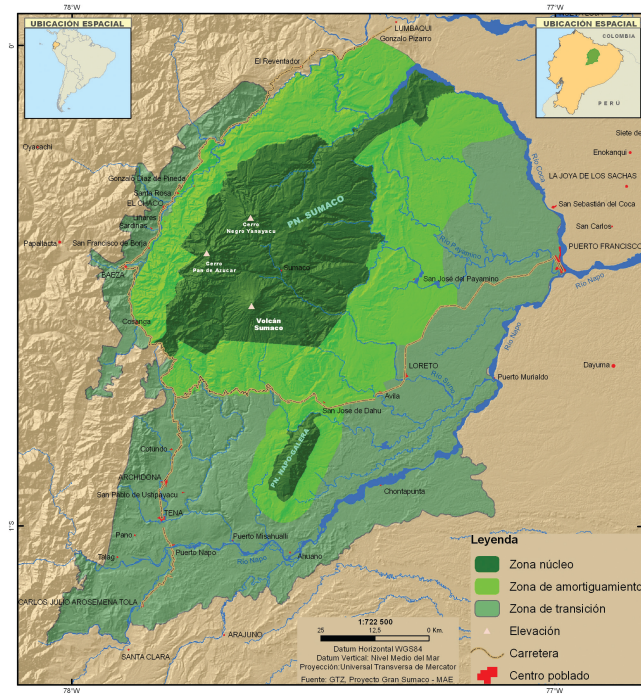 78°W
77°W
UBICACIÓN ESPACIAL
UBICACIÓN ESPACIAL
COLOMBIA
PERÚ
0°
LUMBAQUI
Gonzalo Pizarro
El Reventador
Oyacachi
Siete de
Enokanqui
Río Coca
LA JOYA DE LOS SACHAS
Gonzalo Díaz de Pineda
Santa Rosa
EL CHACO
Linares
Sardinas
San Sebastián del Coca
San Carlos
PN. SUMACO
Cerro
Negro Yanayacu
Papallacta
San Francisco de Borja
PUERTO FRANCISCO
Río Payamino
Cerro
Pan de Azucar
Sumaco
BAEZA
San José del Payamino
Río Napo
Volcán
Sumaco
Cosanga
Río Napo
LORETO
Dayuma
Río Suno
Puerto Murialdo
Avila
San José de Dahu
PN. NAPO-GALERA
Cotundo
ARCHIDONA
San Pablo de Ushpayacu
Chontapunta
TENA
1°S
Pano
Puerto Misahualli
Puerto Napo
Ahuano
Talag
Río Napo
CARLOS JULIO AROSEMENA TOLA
ARAJUNO
SANTA CLARA
Leyenda
Zona núcleo
Zona de amortiguamiento
Zona de transición
Elevación
Carretera
Centro poblado
1:722 500
25 12,5 0 Km.
Datum Horizontal WGS84
Datum Vertical: Nivel Medio del Mar
Proyección:Universal Transversa de Mercator
Fuente: GTZ, Proyecto Gran Sumaco - MAE
78°W
77°W